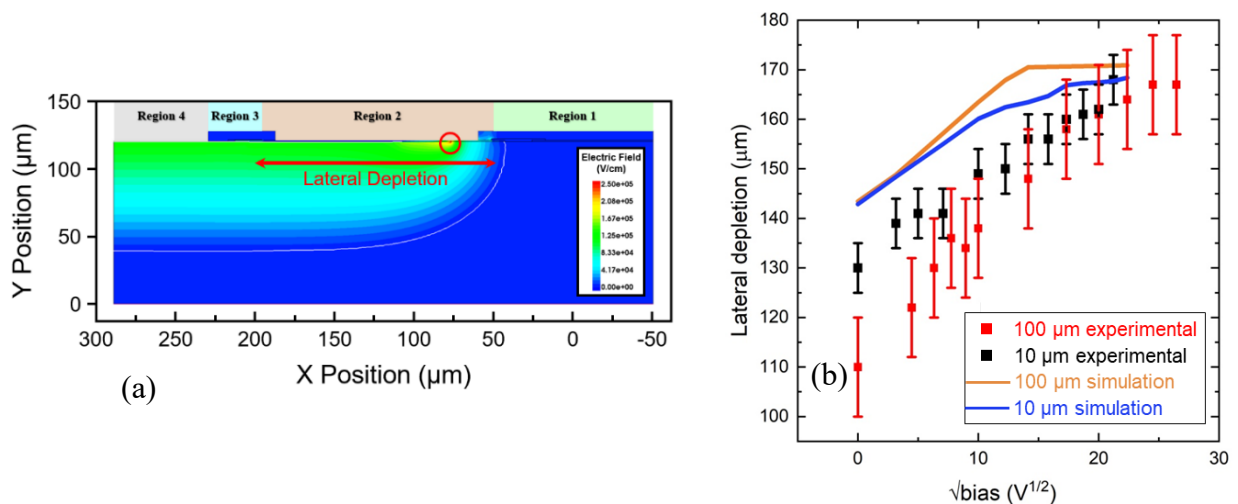 150
100
50
0
Y Position (µm)
Region 4
Region 3
Region 2
Region 1
Lateral Depletion
Electric Field
(V/cm)
2.50e+05
2.08e+05
1.67e+05
1.25e+05
8.33e+04
4.17e+04
0.00e+00
300
250
200
150
100
50
0
-50
X Position (µm)
(a)
180
170
160
150
140
130
120
110
100
Lateral depletion (µm)
100 µm experimental
10 µm experimental
100 µm simulation
10 µm simulation
(b)
0
10
20
30
√bias (V^1/2)